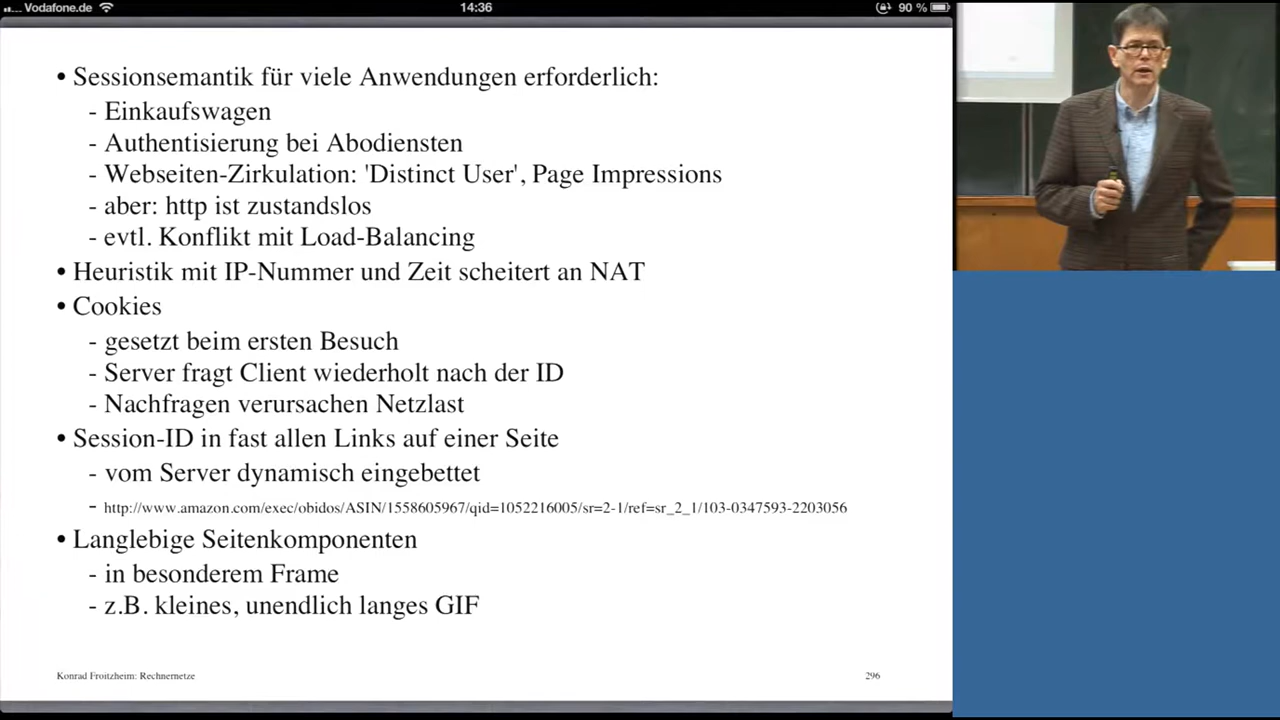 Vodafone.de
14:36
90 %
• Sessionsemantik für viele Anwendungen erforderlich:
- Einkaufswagen
- Authentisierung bei Abodiensten
- Webseiten-Zirkulation: 'Distinct User', Page Impressions
- aber: http ist zustandslos
- evtl. Konflikt mit Load-Balancing
• Heuristik mit IP-Nummer und Zeit scheitert an NAT
• Cookies
- gesetzt beim ersten Besuch
- Server fragt Client wiederholt nach der ID
- Nachfragen verursachen Netzlast
• Session-ID in fast allen Links auf einer Seite
- vom Server dynamisch eingebettet
- http://www.amazon.com/exec/obidos/ASIN/1558605967/qid=1052216005/sr=2-1/ref=sr_2_1/103-0347593-2203056
• Langlebige Seitenkomponenten
- in besonderem Frame
- z.B. kleines, unendlich langes GIF
Konrad Froitzheim: Rechnernetze
296